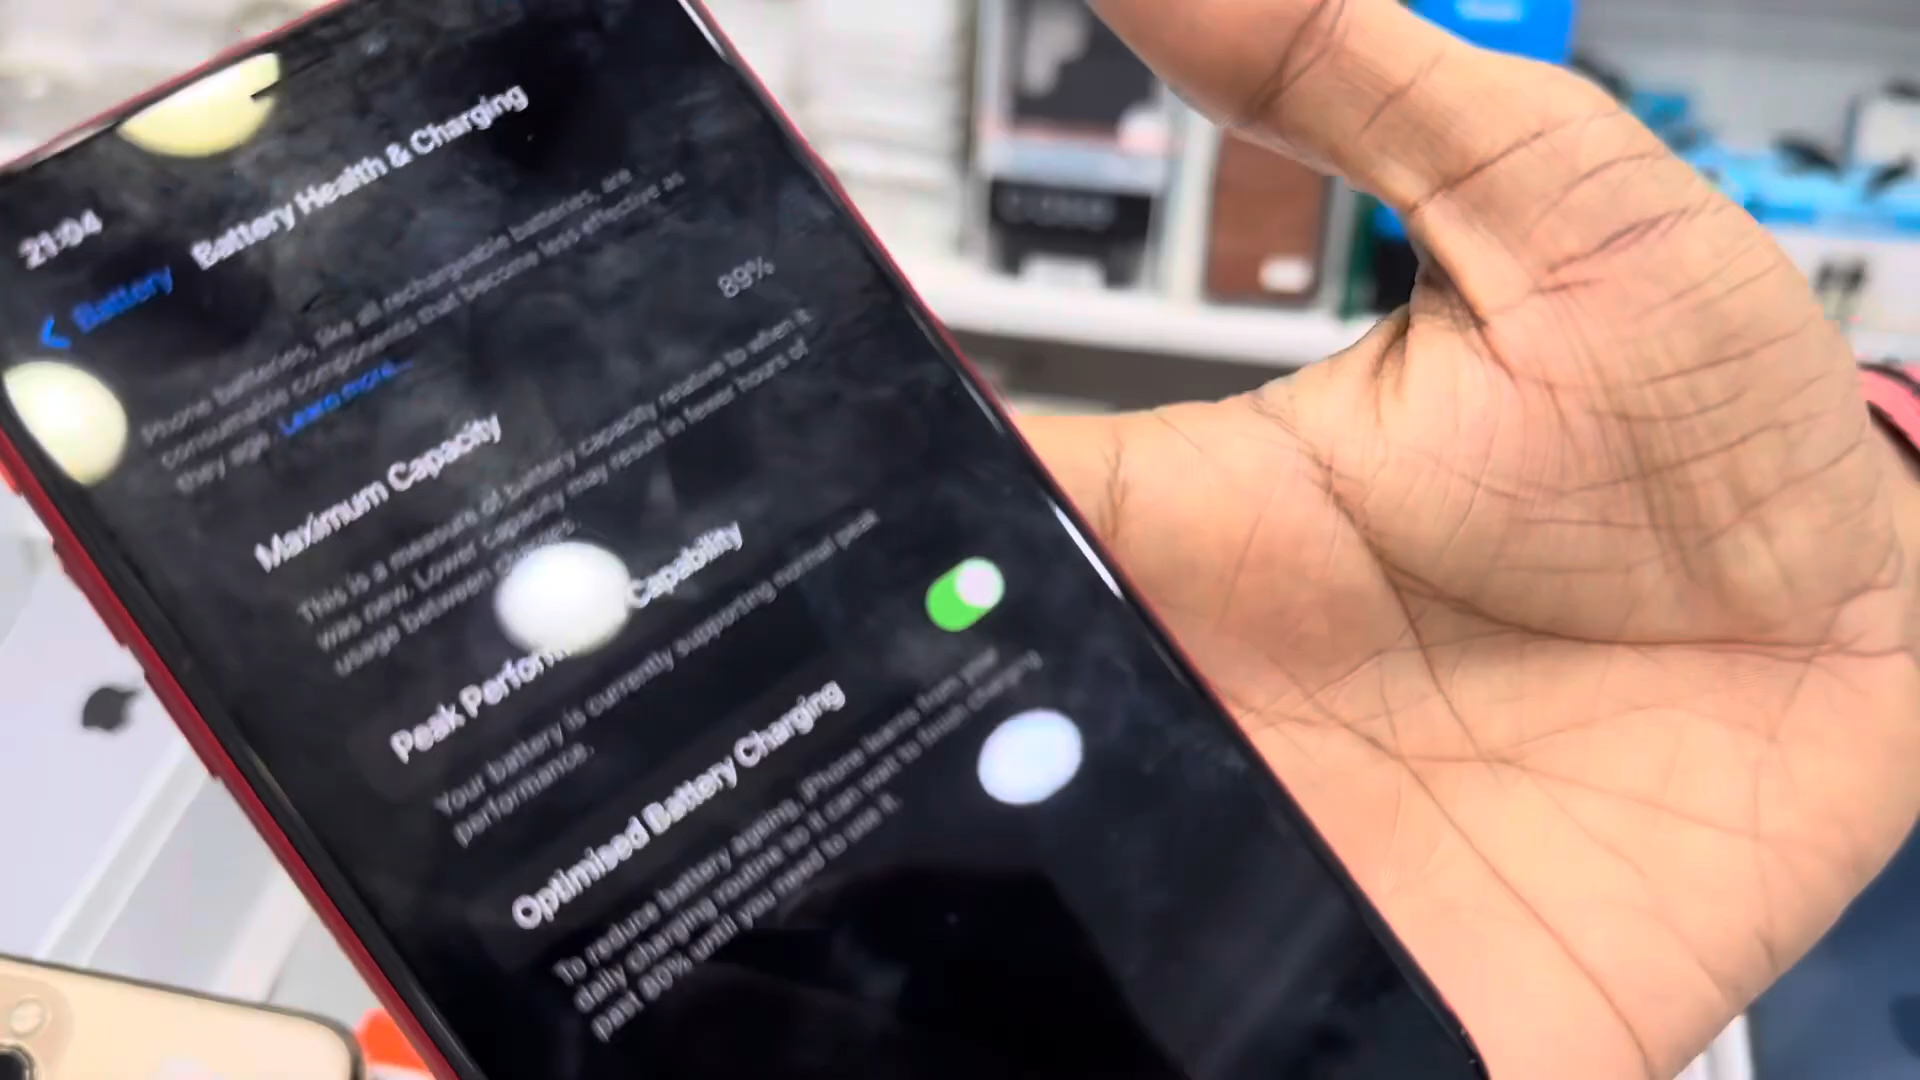 21:04
Battery
Battery Health & Charging
Phone batteries, like all rechargeable batteries, are
consumable components that become less effective as
they age. Learn more...
Maximum Capacity
89%
This is a measure of battery capacity relative to when it
was new. Lower capacity may result in fewer hours of
usage between
Peak Perform Capability
Your battery is currently supporting normal peak
performance.
Optimised Battery Charging
To reduce battery ageing, iPhone learns from your
daily charging routine so it can wait to finish charging
past 80% until you need to use it.